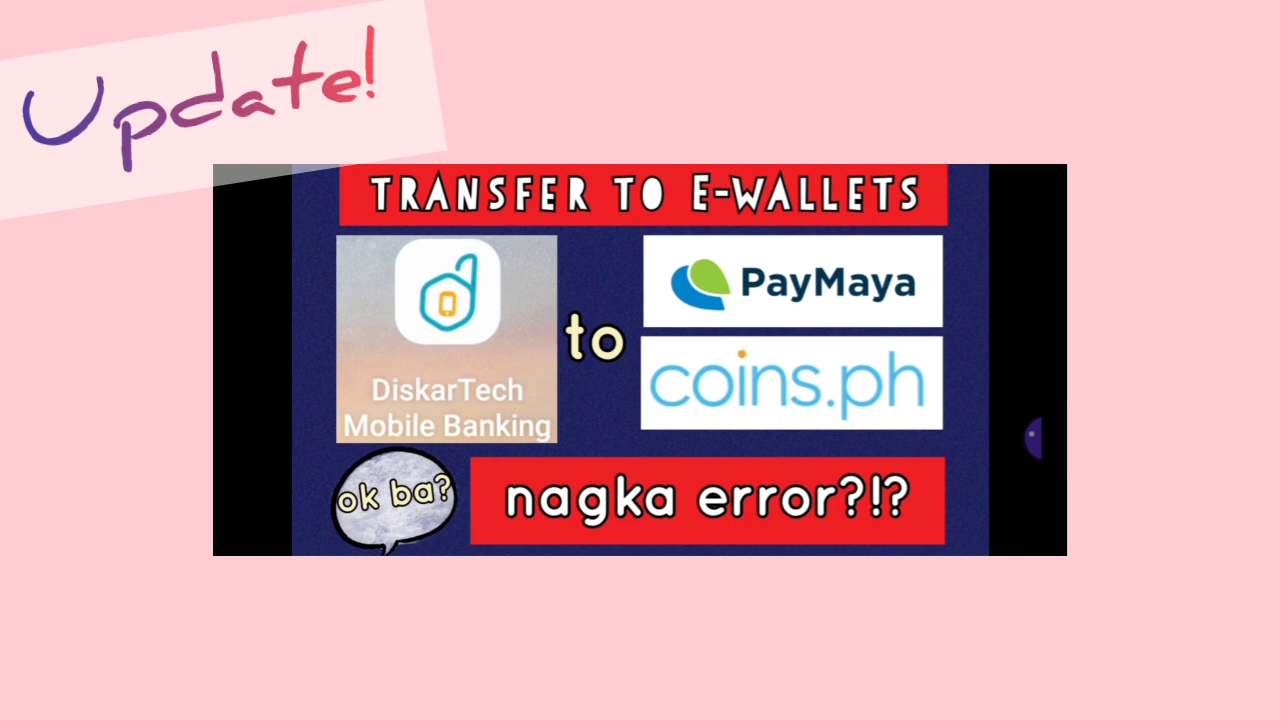 Update!
TRANSFER TO E-WALLETS
DiskarTech
Mobile Banking
to
PayMaya
coins.ph
ok ba?
nagka error?!?